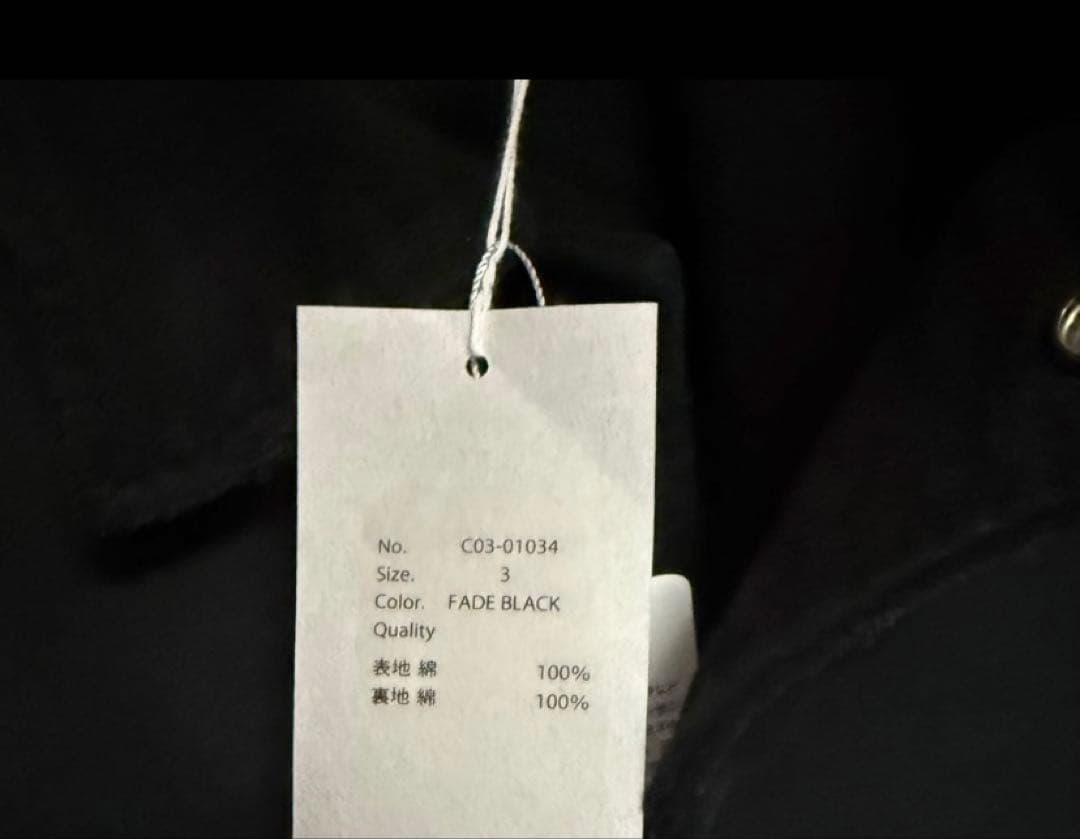 No. C03-01034
Size. 3
Color. FADE BLACK
Quality
表地 綿 100%
裏地 綿 100%